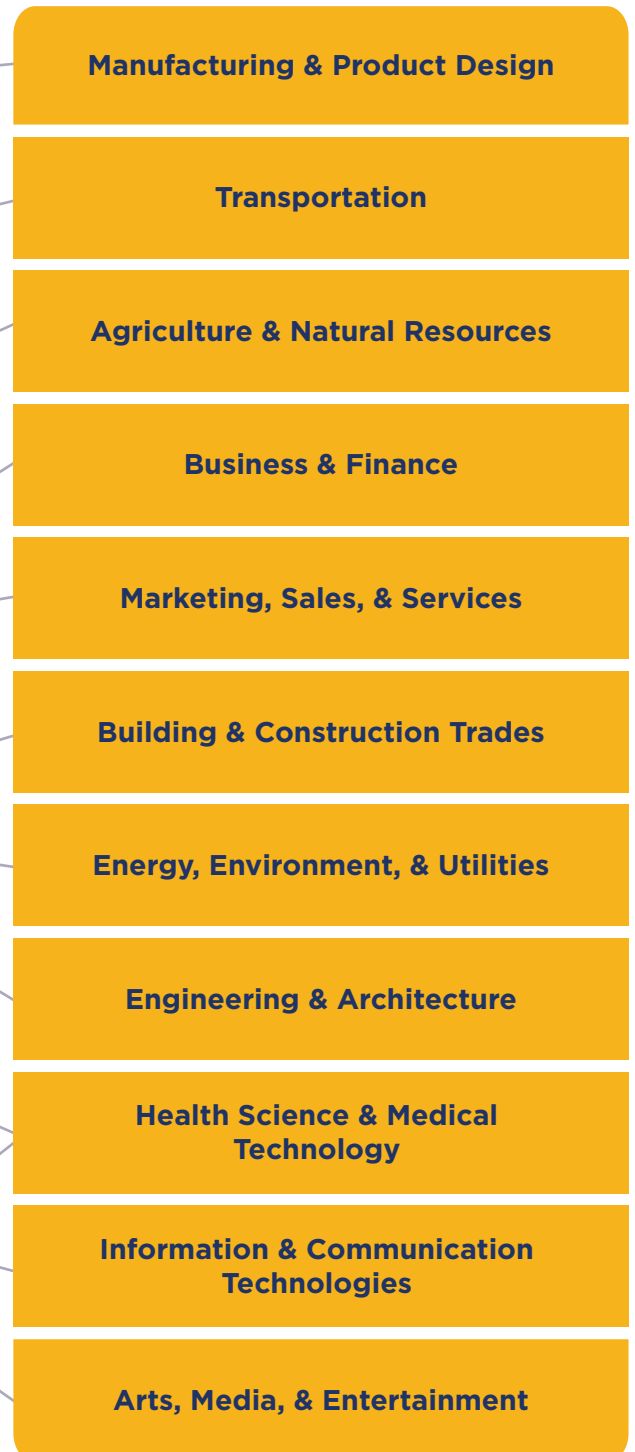 Manufacturing & Product Design
Transportation
Agriculture & Natural Resources
Business & Finance
Marketing, Sales, & Services
Building & Construction Trades
Energy, Environment, & Utilities
Engineering & Architecture
Health Science & Medical
Technology
Information & Communication
Technologies
Arts, Media, & Entertainment